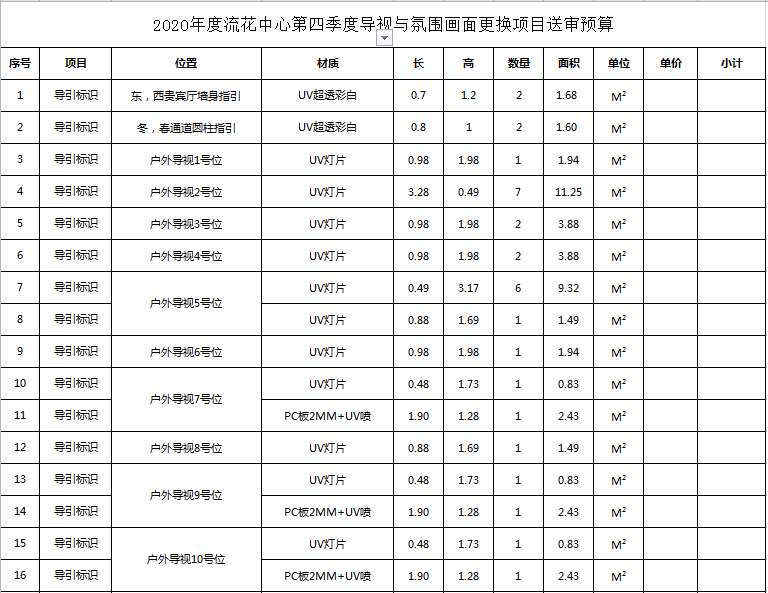 2020年度流花中心第四季度导视与氛围画面更换项目送审预算
序号 项目 位置 材质 长 高 数量 面积 单位 单价 小计
1 导引标识 东，西贵宾厅墙身指引 UV超透彩白 0.7 1.2 2 1.68 M²
2 导引标识 冬，春通道圆柱指引 UV超透彩白 0.8 1 2 1.60 M²
3 导引标识 户外导视1号位 UV灯片 0.98 1.98 1 1.94 M²
4 导引标识 户外导视2号位 UV灯片 3.28 0.49 7 11.25 M²
5 导引标识 户外导视3号位 UV灯片 0.98 1.98 2 3.88 M²
6 导引标识 户外导视4号位 UV灯片 0.98 1.98 2 3.88 M²
7 导引标识 户外导视5号位 UV灯片 0.49 3.17 6 9.32 M²
8 导引标识 UV灯片 0.88 1.69 1 1.49 M²
9 导引标识 户外导视6号位 UV灯片 0.98 1.98 1 1.94 M²
10 导引标识 户外导视7号位 UV灯片 0.48 1.73 1 0.83 M²
11 导引标识 PC板2MM+UV喷 1.90 1.28 1 2.43 M²
12 导引标识 户外导视8号位 UV灯片 0.88 1.69 1 1.49 M²
13 导引标识 户外导视9号位 UV灯片 0.48 1.73 1 0.83 M²
14 导引标识 PC板2MM+UV喷 1.90 1.28 1 2.43 M²
15 导引标识 户外导视10号位 UV灯片 0.48 1.73 1 0.83 M²
16 导引标识 PC板2MM+UV喷 1.90 1.28 1 2.43 M²